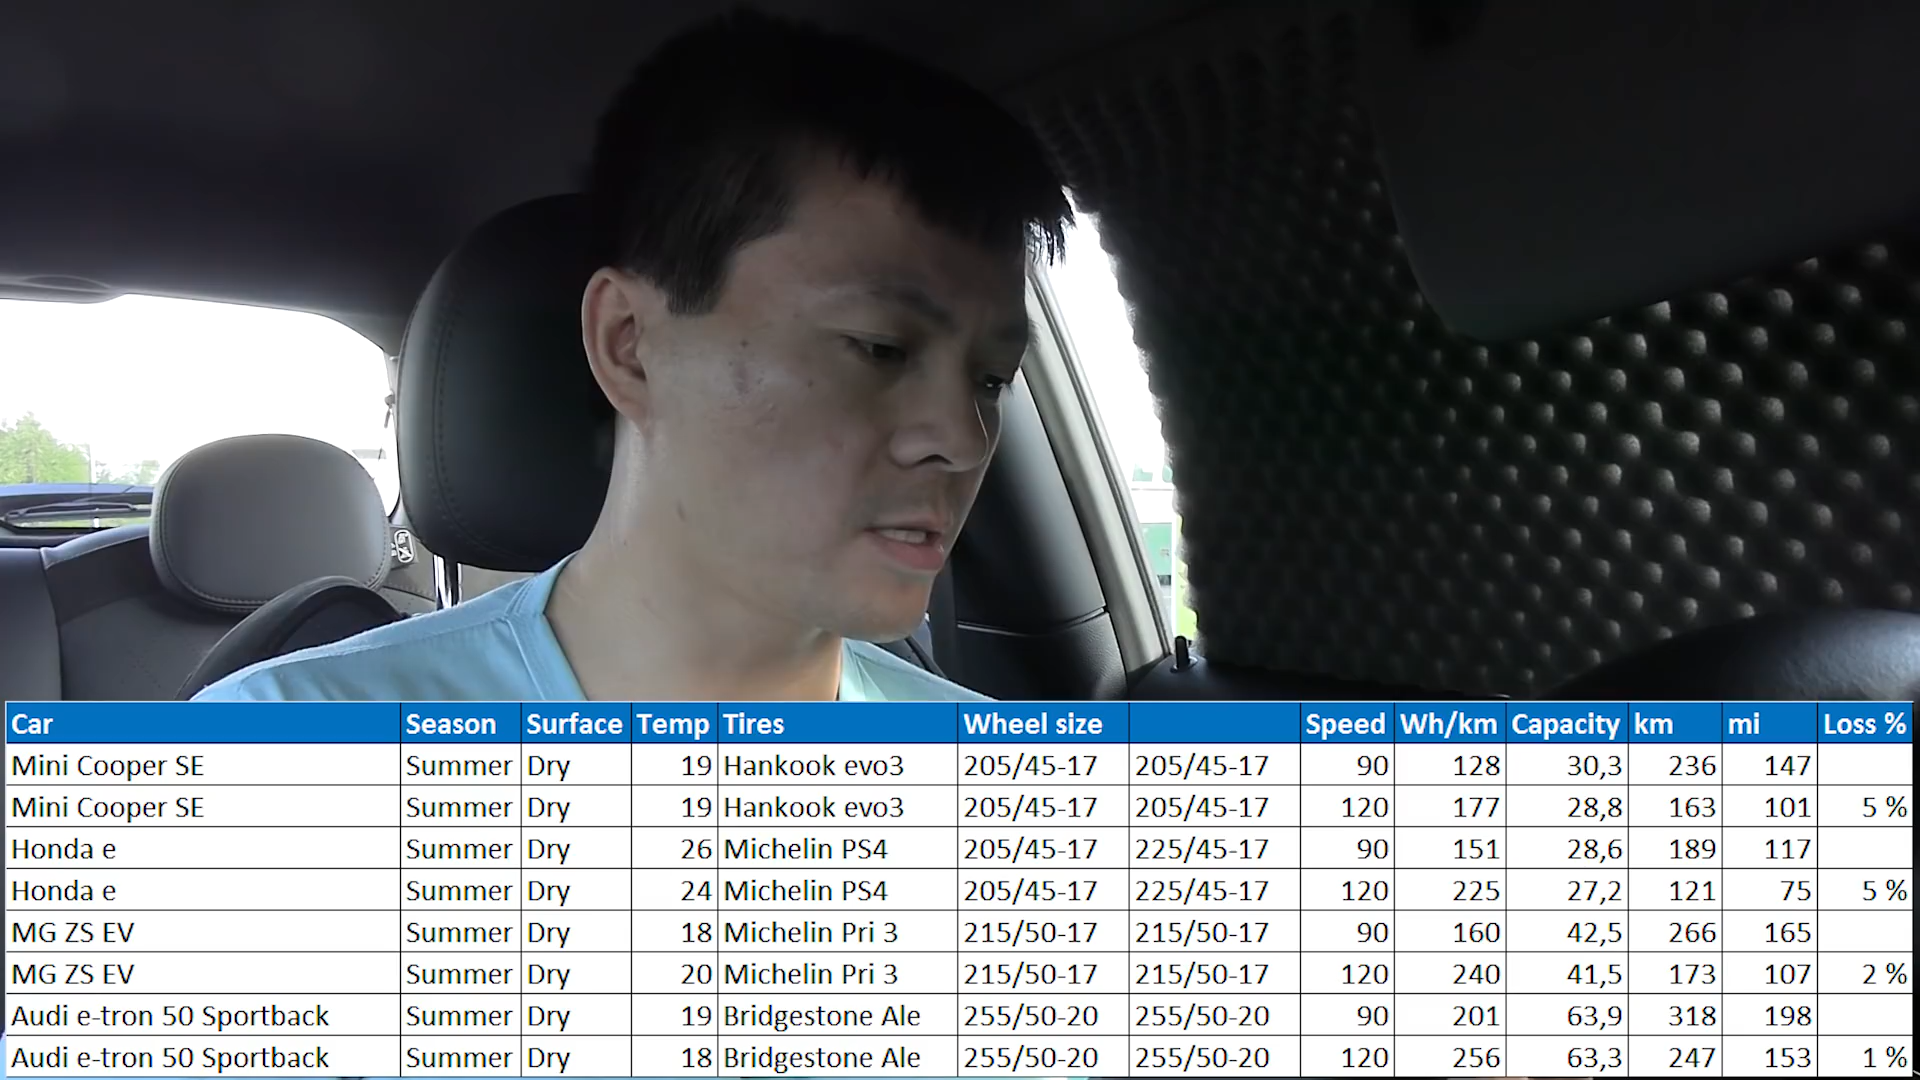 Car Season Surface Temp Tires Wheel size Speed Wh/km Capacity km mi Loss %
Mini Cooper SE Summer Dry 19 Hankook evo3 205/45-17 205/45-17 90 128 30,3 236 147
Mini Cooper SE Summer Dry 19 Hankook evo3 205/45-17 205/45-17 120 177 28,8 163 101 5 %
Honda e Summer Dry 26 Michelin PS4 205/45-17 225/45-17 90 151 28,6 189 117
Honda e Summer Dry 24 Michelin PS4 205/45-17 225/45-17 120 225 27,2 121 75 5 %
MG ZS EV Summer Dry 18 Michelin Pri 3 215/50-17 215/50-17 90 160 42,5 266 165
MG ZS EV Summer Dry 20 Michelin Pri 3 215/50-17 215/50-17 120 240 41,5 173 107 2 %
Audi e-tron 50 Sportback Summer Dry 19 Bridgestone Ale 255/50-20 255/50-20 90 201 63,9 318 198
Audi e-tron 50 Sportback Summer Dry 18 Bridgestone Ale 255/50-20 255/50-20 120 256 63,3 247 153 1 %